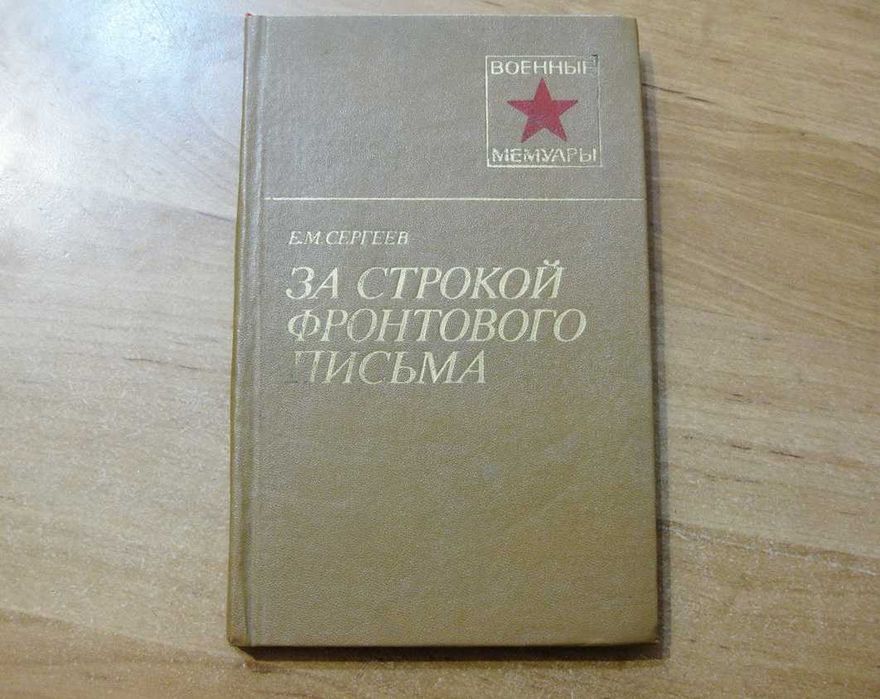 ВОЕННЫЕ
МЕМУАРЫ
Е.М. СЕРГЕЕВ
ЗА СТРОКОЙ
ФРОНТОВОГО
ПИСЬМА